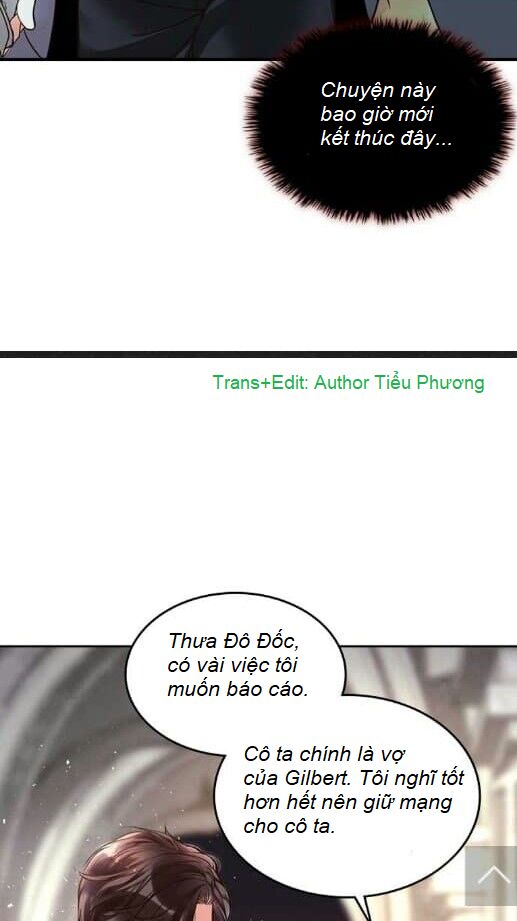 Chuyện này
bao giờ mới
kết thúc đây...
Trans+Edit: Author Tiểu Phương
Thưa Đô Đốc,
có vài việc tôi
muốn báo cáo.
Cô ta chính là vợ
của Gilbert. Tôi nghĩ tốt
hơn hết nên giữ mạng
cho cô ta.